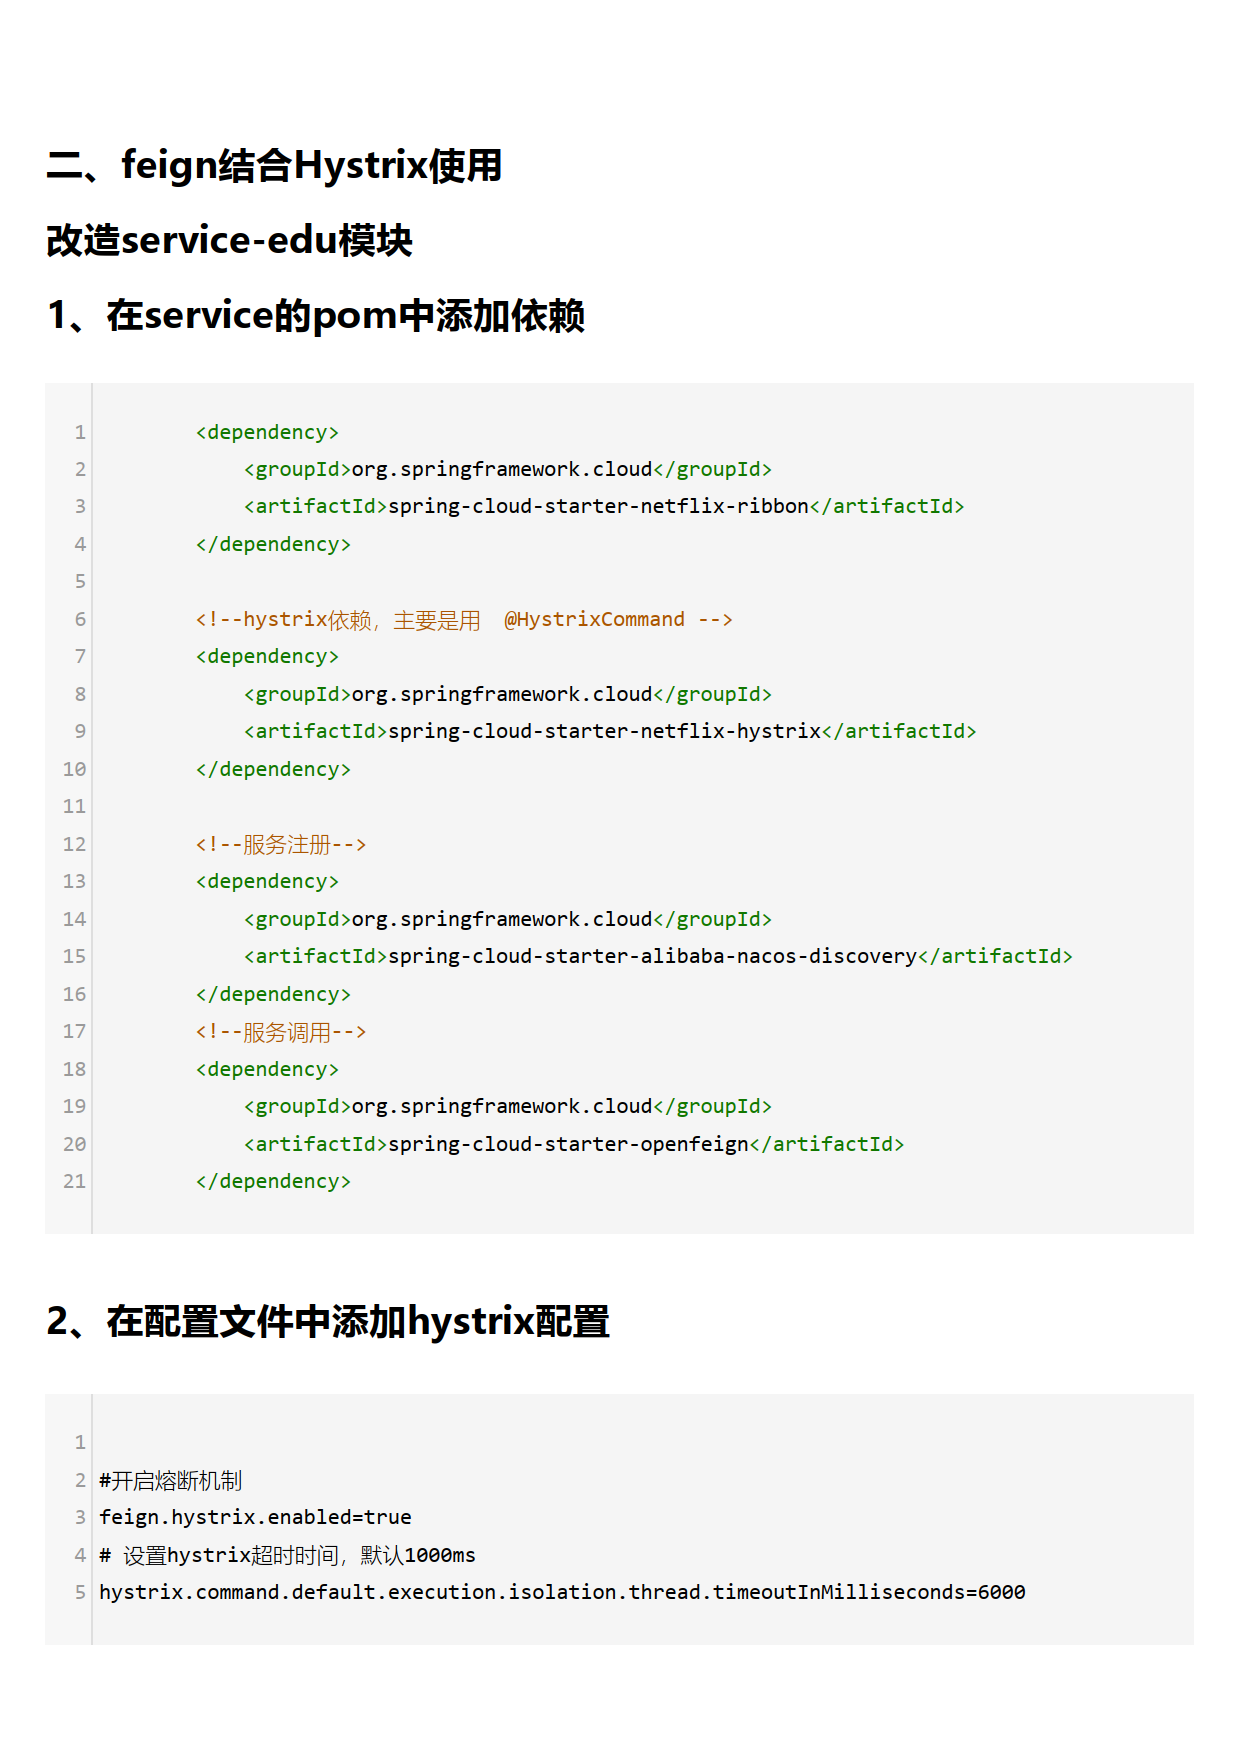 二、feign结合Hystrix使用
改造service-edu模块
1、在service的pom中添加依赖
1         <dependency>
2             <groupId>org.springframework.cloud</groupId>
3             <artifactId>spring-cloud-starter-netflix-ribbon</artifactId>
4         </dependency>
5
6         <!--hystrix依赖，主要是用  @HystrixCommand -->
7         <dependency>
8             <groupId>org.springframework.cloud</groupId>
9             <artifactId>spring-cloud-starter-netflix-hystrix</artifactId>
10         </dependency>
11
12         <!--服务注册-->
13         <dependency>
14             <groupId>org.springframework.cloud</groupId>
15             <artifactId>spring-cloud-starter-alibaba-nacos-discovery</artifactId>
16         </dependency>
17         <!--服务调用-->
18         <dependency>
19             <groupId>org.springframework.cloud</groupId>
20             <artifactId>spring-cloud-starter-openfeign</artifactId>
21         </dependency>
2、在配置文件中添加hystrix配置
1
2 #开启熔断机制
3 feign.hystrix.enabled=true
4 # 设置hystrix超时时间，默认1000ms
5 hystrix.command.default.execution.isolation.thread.timeoutInMilliseconds=6000